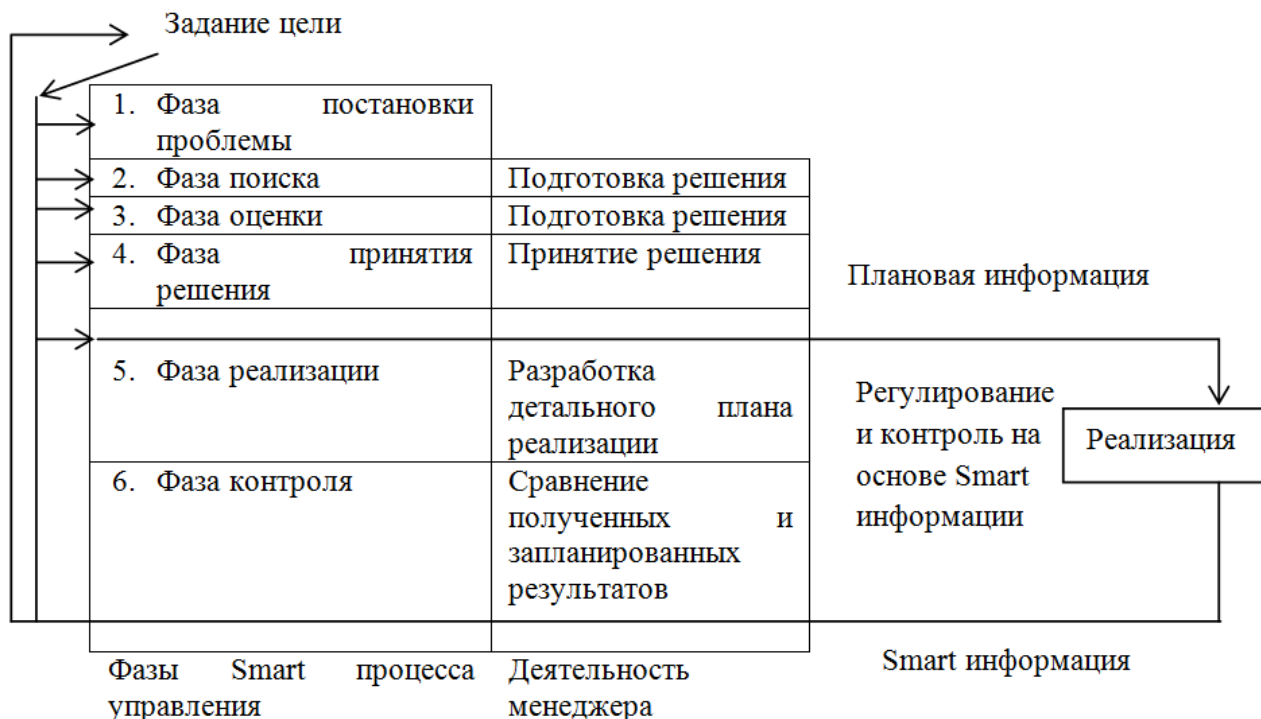 Задание цели
1. Фаза постановки
проблемы
2. Фаза поиска
Подготовка решения
3. Фаза оценки
Подготовка решения
4. Фаза принятия
решения
Принятие решения
Плановая информация
5. Фаза реализации
Разработка
детального плана
реализации
Регулирование
и контроль на
основе Smart
информации
Реализация
6. Фаза контроля
Сравнение
полученных и
запланированных
результатов
Smart информация
Фазы Smart процесса
управления
Деятельность
менеджера